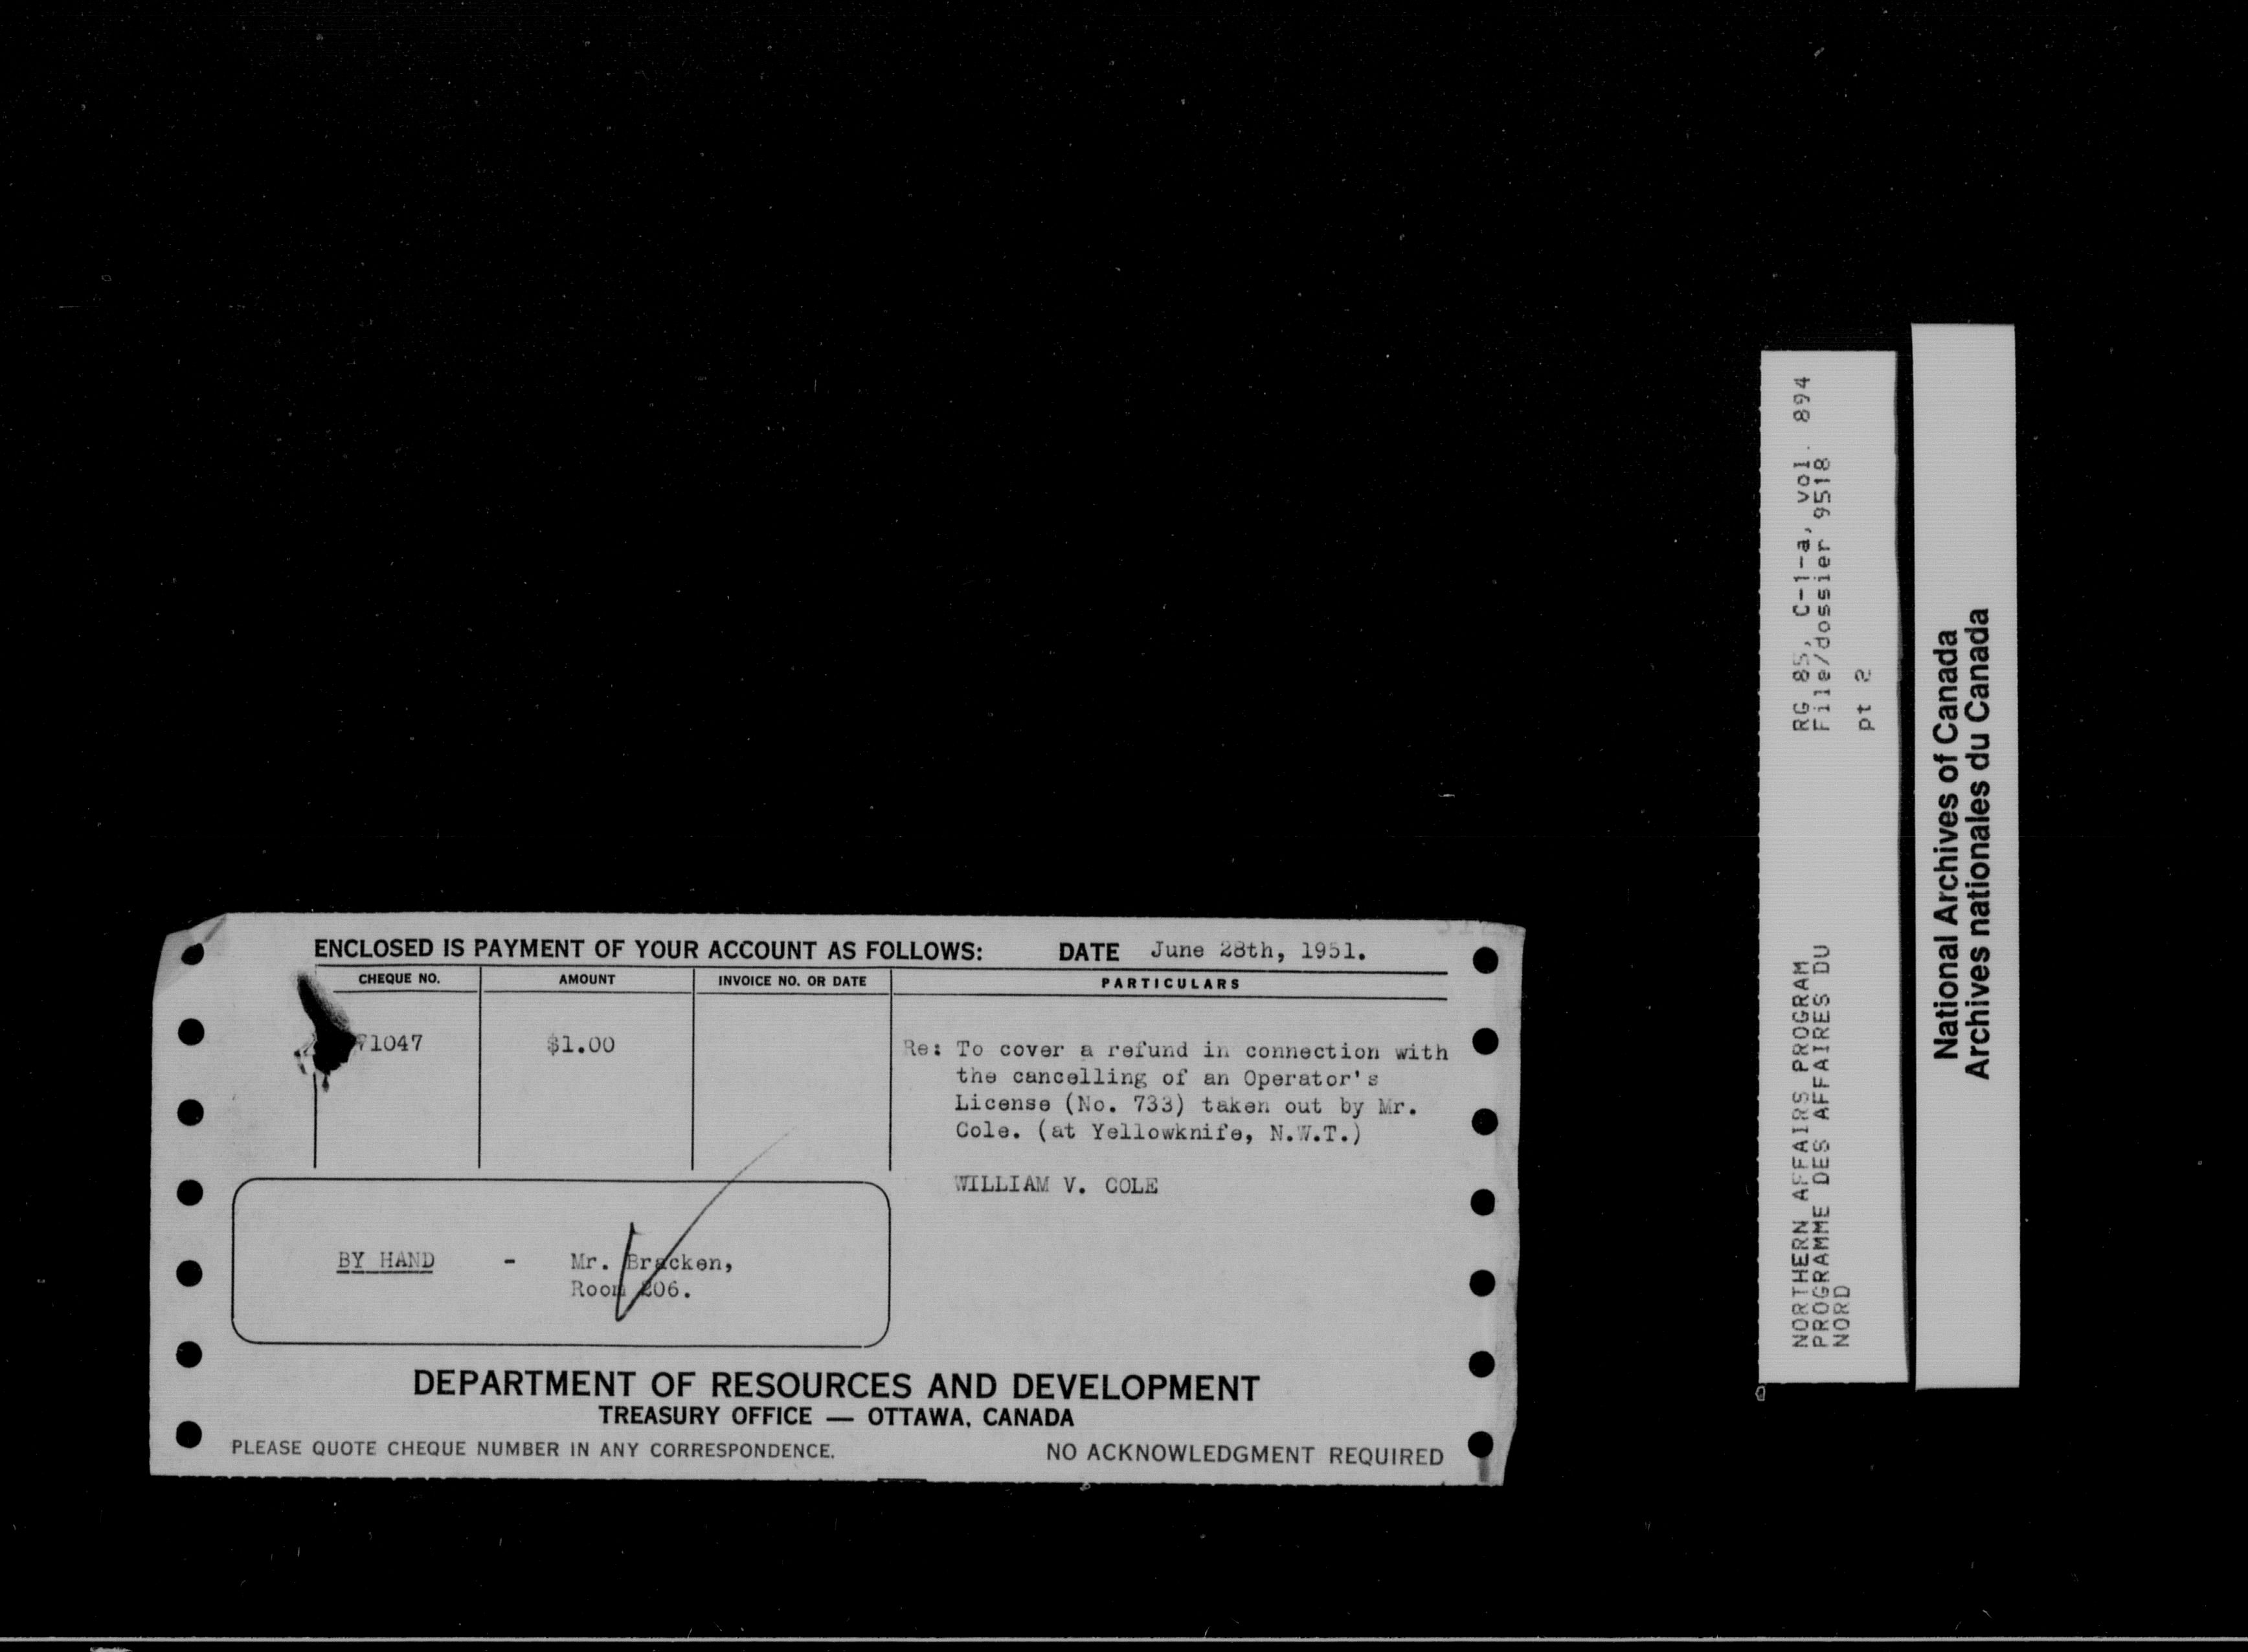 ENCLOSED IS PAYMENT OF YOUR ACCOUNT AS FOLLOWS: DATE June 28th, 1951.
CHEQUE NO. AMOUNT INVOICE NO. OR DATE PARTICULARS
71047 $1.00
Re: To cover a refund in connection with
the cancelling of an Operator's
License (No. 733) taken out by Mr.
Cole. (at Yellowknife, N.W.T.)
WILLIAM V. COLE
BY HAND - Mr. Bracken,
Room 206.
DEPARTMENT OF RESOURCES AND DEVELOPMENT
TREASURY OFFICE — OTTAWA, CANADA
PLEASE QUOTE CHEQUE NUMBER IN ANY CORRESPONDENCE. NO ACKNOWLEDGMENT REQUIRED
NORTHERN AFFAIRS PROGRAM RG 85, C-1-a, vol. 894
PROGRAMME DES AFFAIRES DU File/dossier 9518
NORD pt 2
National Archives of Canada
Archives nationales du Canada